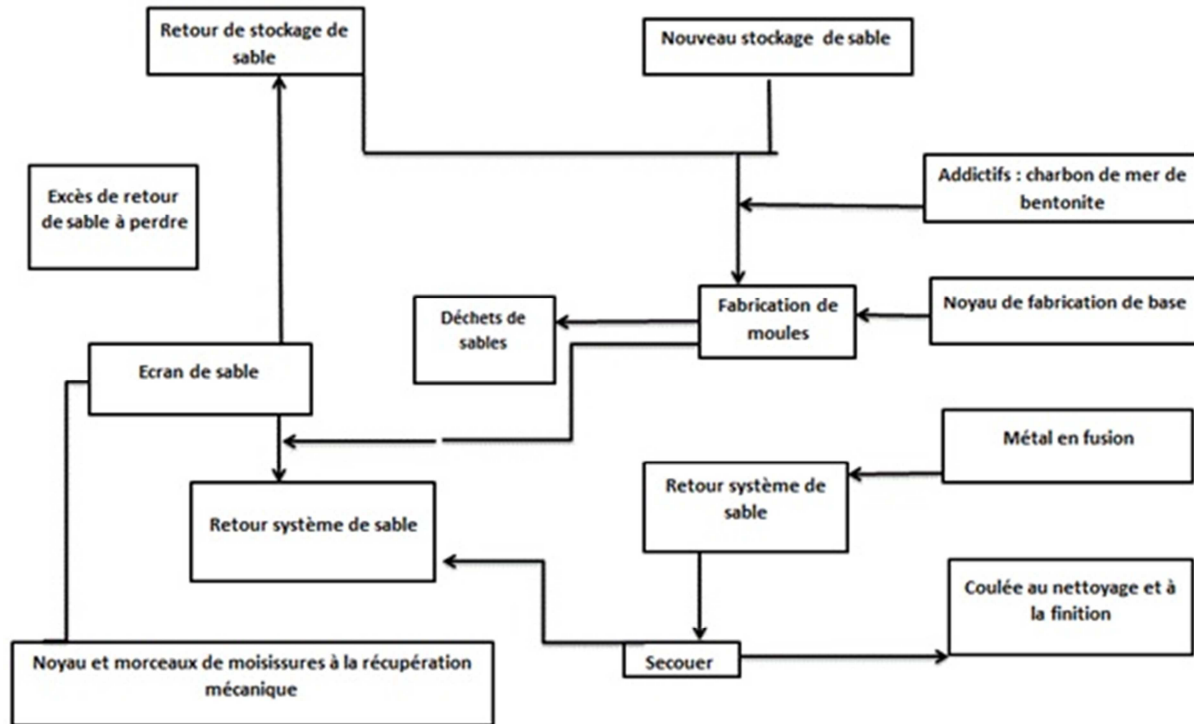 Retour de stockage de
sable
Nouveau stockage de sable
Excès de retour
de sable à perdre
Addictifs : charbon de mer de
bentonite
Déchets de
sables
Fabrication de
moules
Noyau de fabrication de base
Ecran de sable
Métal en fusion
Retour système de sable
Retour système de
sable
Coulée au nettoyage et à
la finition
Noyau et morceaux de moisissures à la récupération
mécanique
Secouer